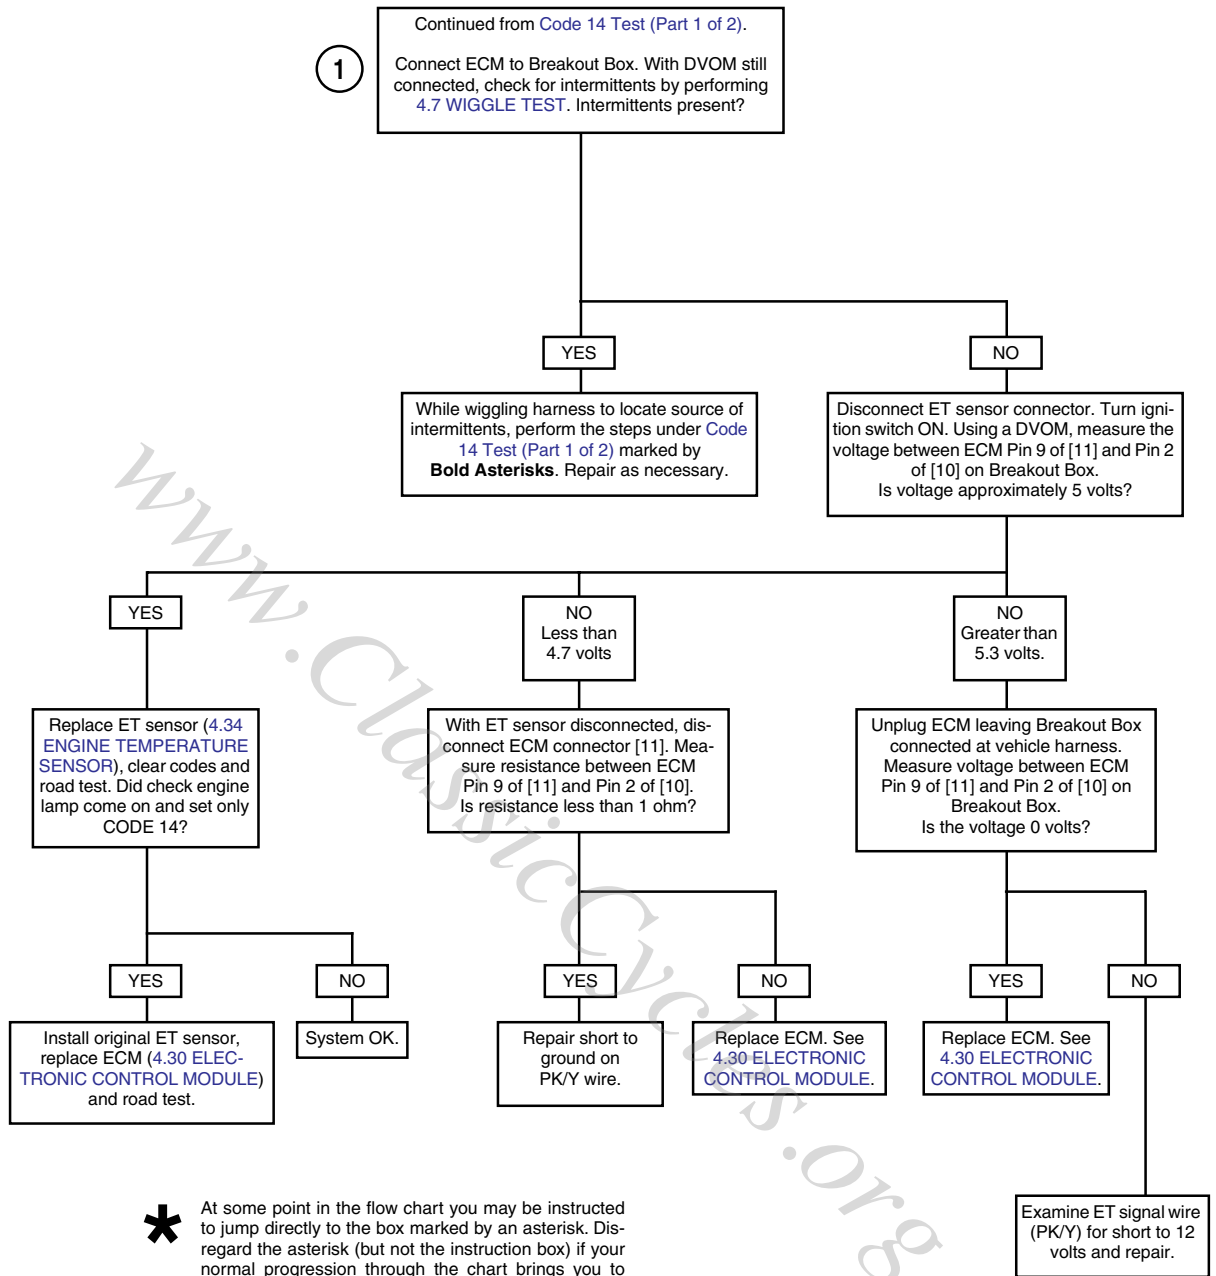 Continued from Code 14 Test (Part 1 of 2).
1
Connect ECM to Breakout Box. With DVOM still
connected, check for intermittents by performing
4.7 WIGGLE TEST. Intermittents present?
YES
NO
While wiggling harness to locate source of
intermittents, perform the steps under Code
14 Test (Part 1 of 2) marked by
Bold Asterisks. Repair as necessary.
Disconnect ET sensor connector. Turn igni-
tion switch ON. Using a DVOM, measure the
voltage between ECM Pin 9 of [11] and Pin 2
of [10] on Breakout Box.
Is voltage approximately 5 volts?
YES
NO
Less than
4.7 volts
NO
Greater than
5.3 volts.
Replace ET sensor (4.34
ENGINE TEMPERATURE
SENSOR), clear codes and
road test. Did check engine
lamp come on and set only
CODE 14?
With ET sensor disconnected, dis-
connect ECM connector [11]. Mea-
sure resistance between ECM
Pin 9 of [11] and Pin 2 of [10].
Is resistance less than 1 ohm?
Unplug ECM leaving Breakout Box
connected at vehicle harness.
Measure voltage between ECM
Pin 9 of [11] and Pin 2 of [10] on
Breakout Box.
Is the voltage 0 volts?
YES
NO
YES
NO
YES
NO
Install original ET sensor,
replace ECM (4.30 ELEC-
TRONIC CONTROL MODULE)
and road test.
System OK.
Repair short to
ground on
PK/Y wire.
Replace ECM. See
4.30 ELECTRONIC
CONTROL MODULE.
Replace ECM. See
4.30 ELECTRONIC
CONTROL MODULE.
Examine ET signal wire
(PK/Y) for short to 12
volts and repair.
* At some point in the flow chart you may be instructed
to jump directly to the box marked by an asterisk. Dis-
regard the asterisk (but not the instruction box) if your
normal progression through the chart brings you to
www.ClassicCycles.org